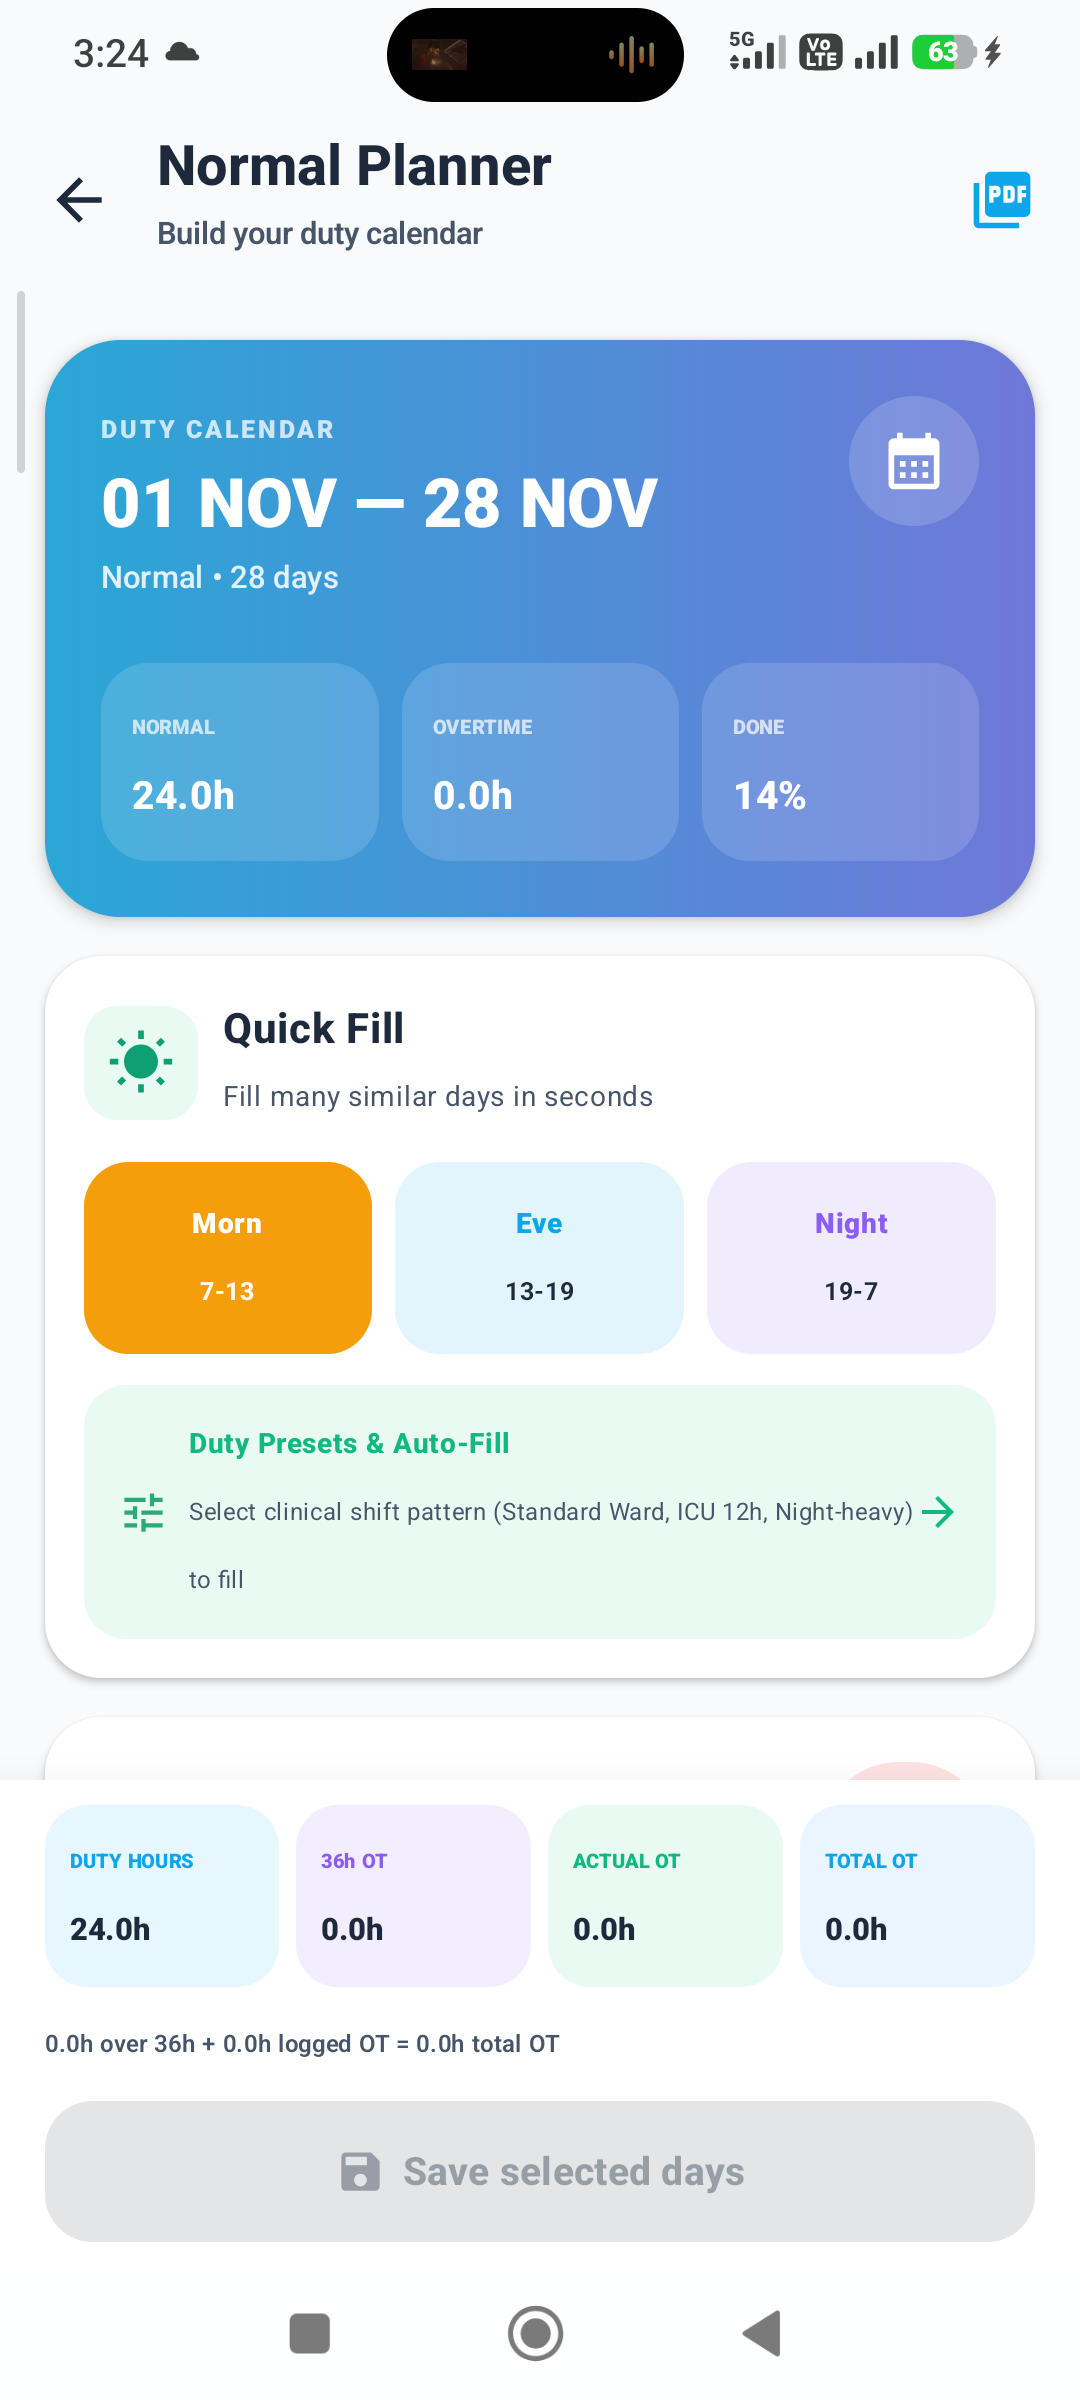 3:24
5G
Vo
LTE
63
Normal Planner
Build your duty calendar
PDF
DUTY CALENDAR
01 NOV — 28 NOV
Normal • 28 days
NORMAL
OVERTIME
DONE
24.0h
0.0h
14%
Quick Fill
Fill many similar days in seconds
Morn
Eve
Night
7-13
13-19
19-7
Duty Presets & Auto-Fill
Select clinical shift pattern (Standard Ward, ICU 12h, Night-heavy)
to fill
DUTY HOURS
36h OT
ACTUAL OT
TOTAL OT
24.0h
0.0h
0.0h
0.0h
0.0h over 36h + 0.0h logged OT = 0.0h total OT
Save selected days